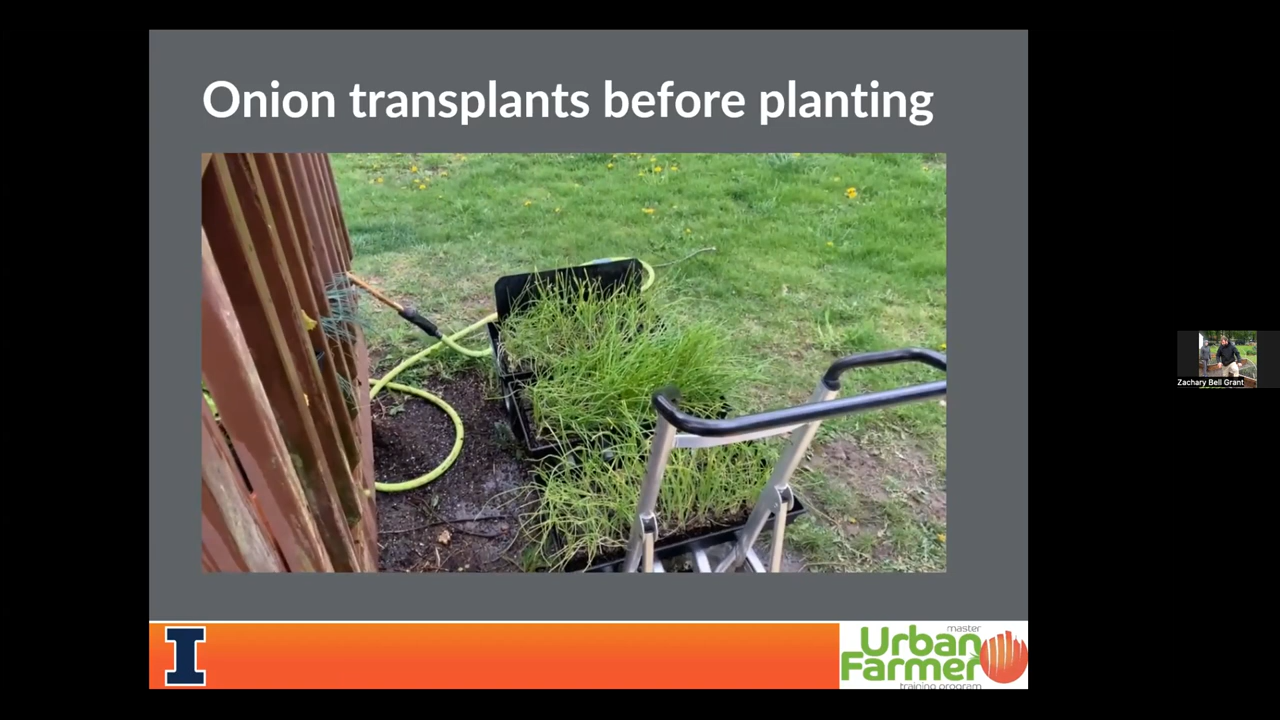 Onion transplants before planting
Zachary Bell Grant
I
master
Urban
Farmer
training program